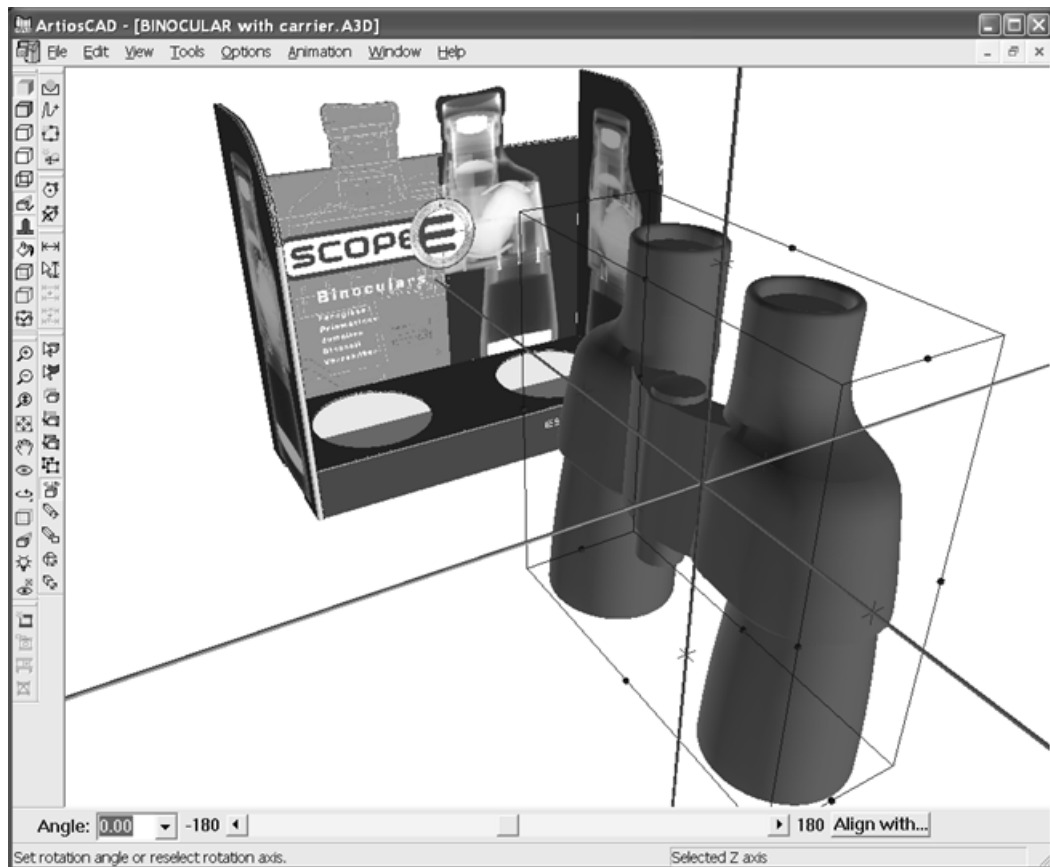 ArtiosCAD - [BINOCULAR with carrier.A3D]
File Edit View Tools Options Animation Window Help
SCOPE
Binoculars
Angle: 0.00 -180 180 Align with...
Set rotation angle or reselect rotation axis. Selected Z axis